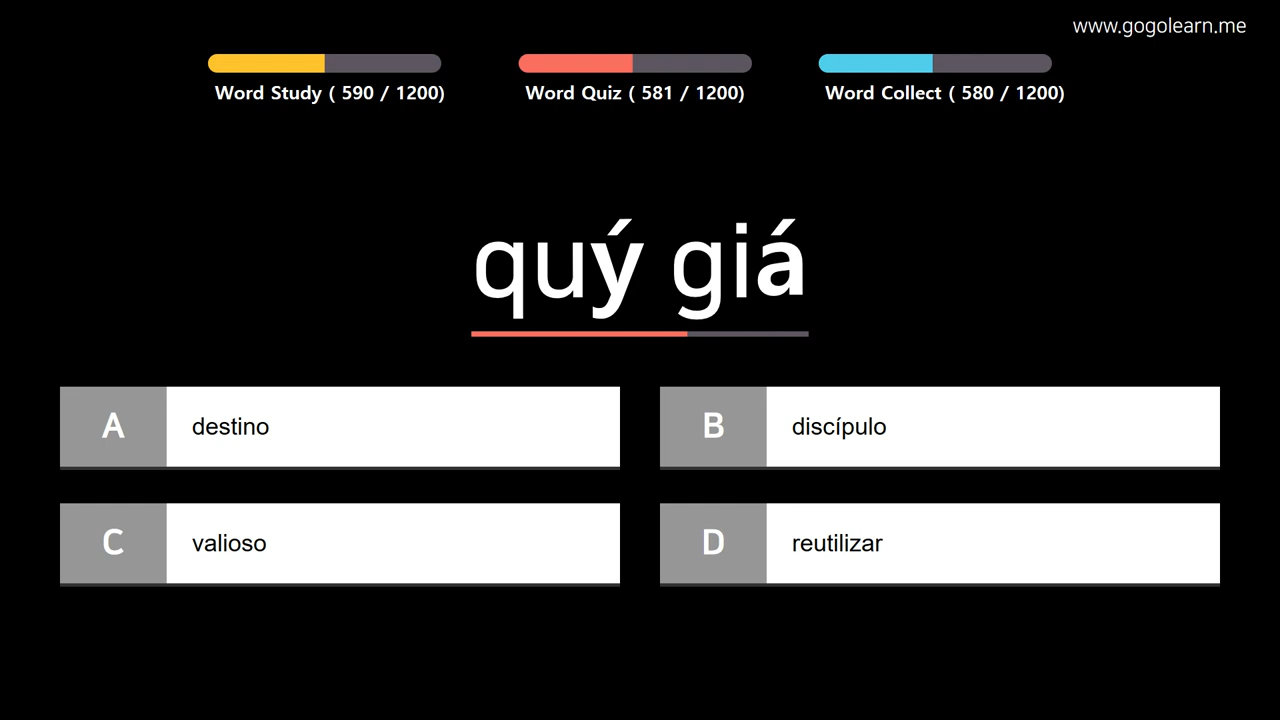 www.gogolearn.me
Word Study ( 590 / 1200)
Word Quiz ( 581 / 1200)
Word Collect ( 580 / 1200)
quý giá
A destino
B discípulo
C valioso
D reutilizar